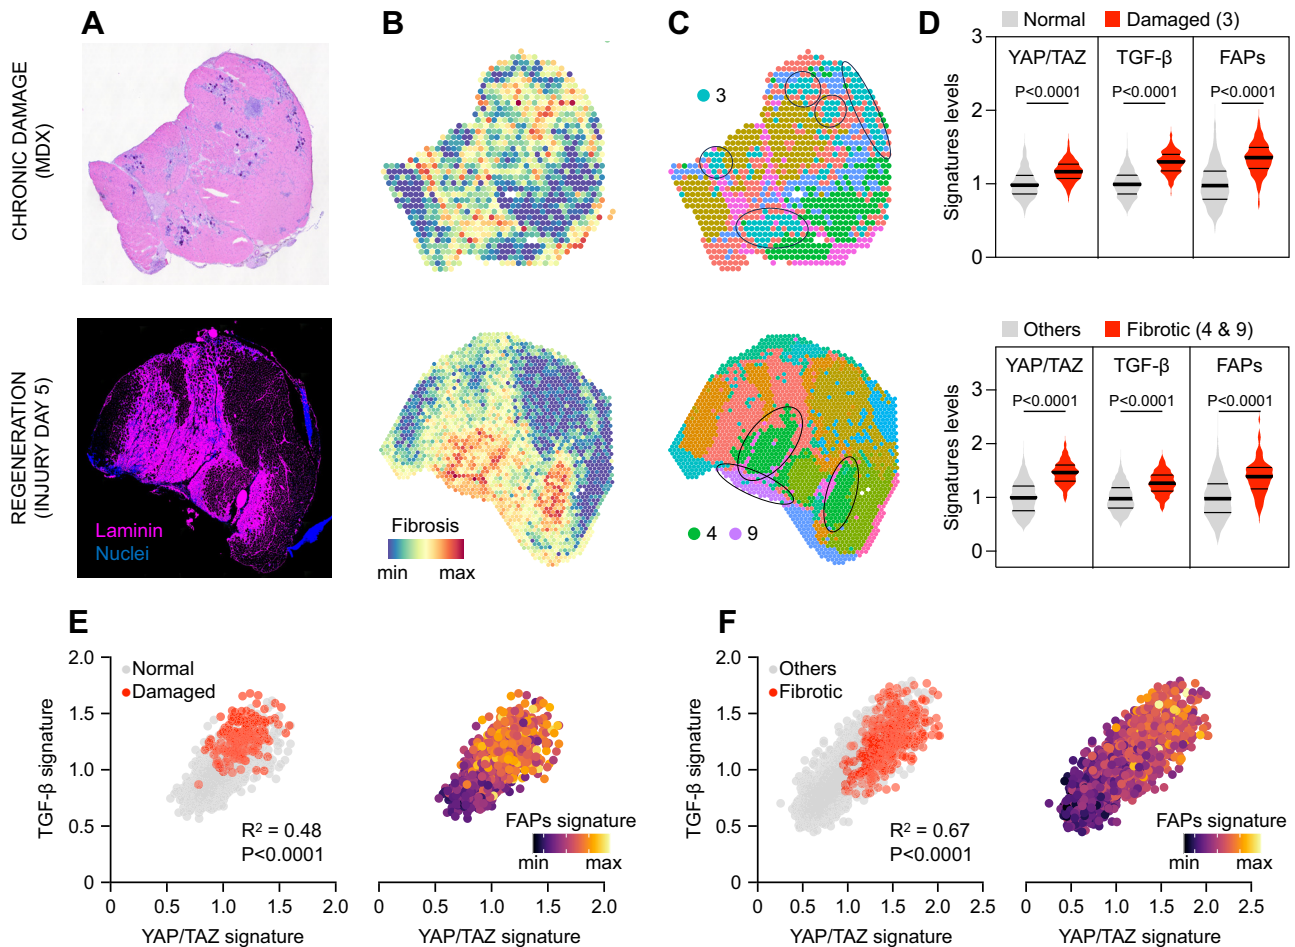 A
B
C
D
CHRONIC DAMAGE
(MDX)
3
Normal
Damaged (3)
3
2
1
0
Signatures levels
YAP/TAZ
TGF-β
FAPs
P<0.0001
P<0.0001
P<0.0001
REGENERATION
(INJURY DAY 5)
Laminin
Nuclei
Fibrosis
min
max
4
9
Others
Fibrotic (4 & 9)
3
2
1
0
Signatures levels
YAP/TAZ
TGF-β
FAPs
P<0.0001
P<0.0001
P<0.0001
E
F
2.0
1.5
1.0
0.5
0
TGF-β signature
Normal
Damaged
R² = 0.48
P<0.0001
0 0.5 1.0 1.5 2.0
YAP/TAZ signature
FAPs signature
min max
0 0.5 1.0 1.5 2.0
YAP/TAZ signature
2.0
1.5
1.0
0.5
0
TGF-β signature
Others
Fibrotic
R² = 0.67
P<0.0001
0 0.5 1.0 1.5 2.0 2.5
YAP/TAZ signature
FAPs signature
min max
0 0.5 1.0 1.5 2.0 2.5
YAP/TAZ signature